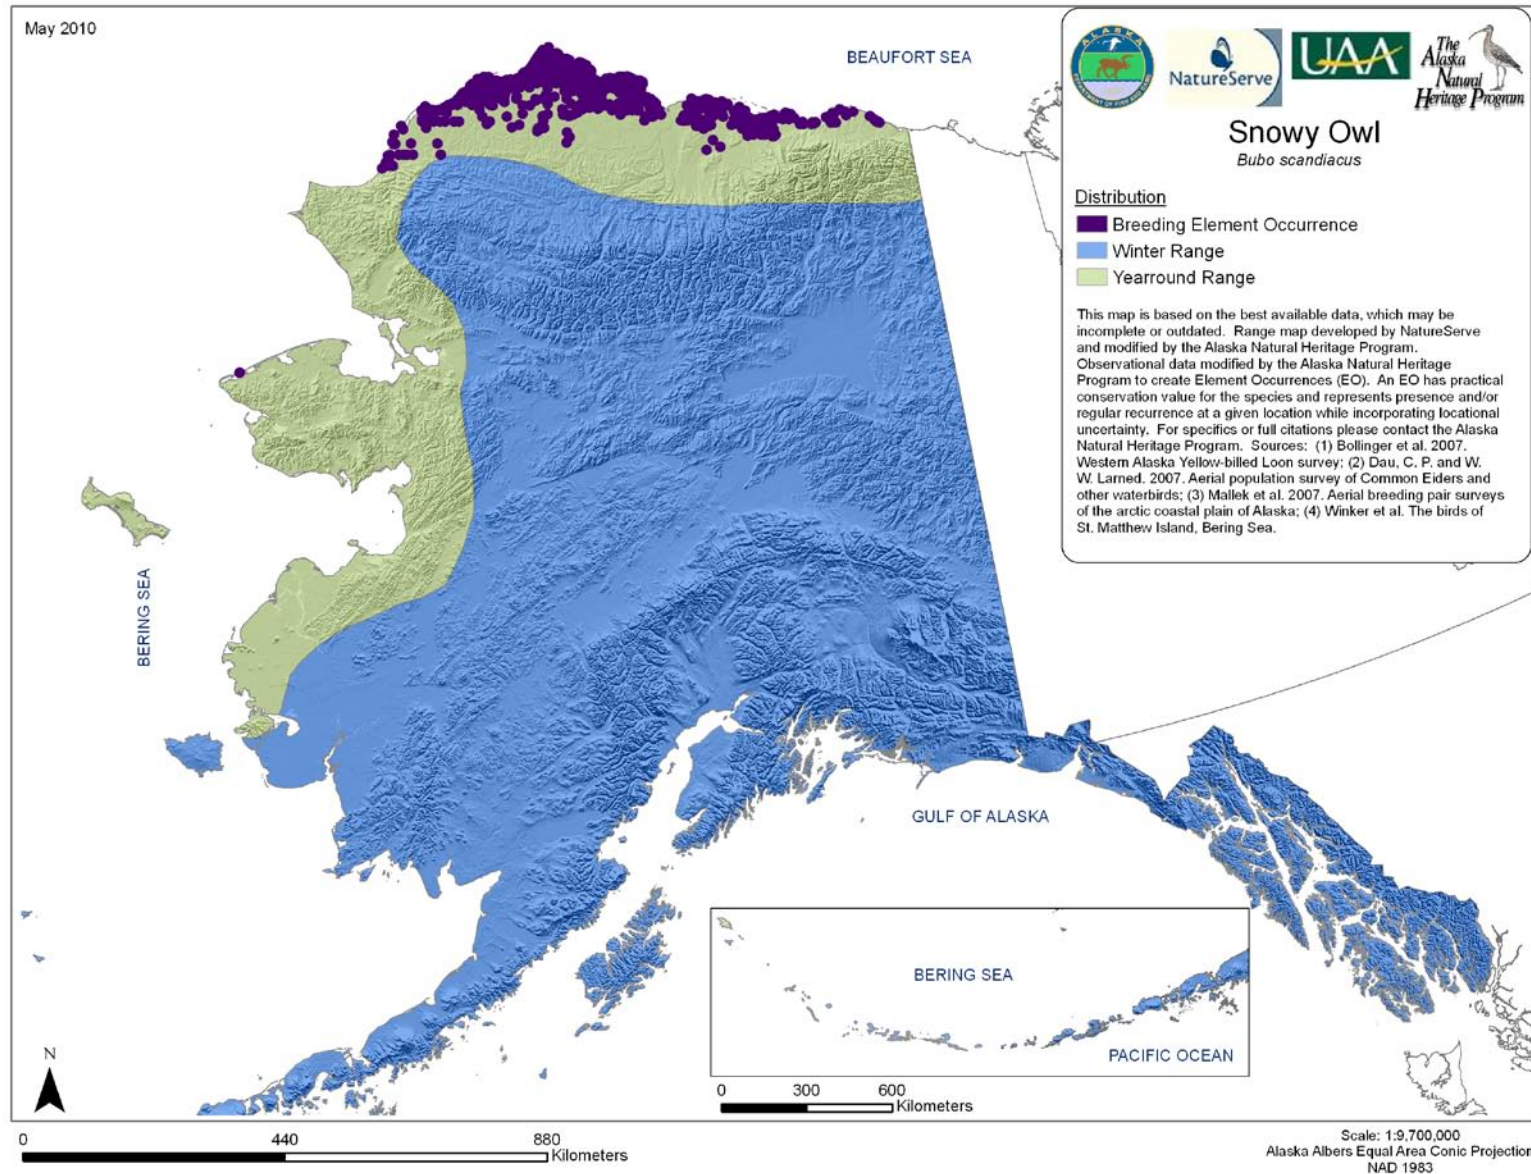 May 2010
BEAUFORT SEA
ALASKA
NatureServe
UAA
The
Alaska
Natural
Heritage Program
Snowy Owl
Bubo scandiacus
Distribution
Breeding Element Occurrence
Winter Range
Yearround Range
This map is based on the best available data, which may be
incomplete or outdated. Range map developed by NatureServe
and modified by the Alaska Natural Heritage Program.
Observational data modified by the Alaska Natural Heritage
Program to create Element Occurrences (EO). An EO has practical
conservation value for the species and represents presence and/or
regular recurrence at a given location while incorporating locational
uncertainty. For specifics or full citations please contact the Alaska
Natural Heritage Program. Sources: (1) Bollinger et al. 2007.
Western Alaska Yellow-billed Loon survey; (2) Dau, C. P. and W.
W. Larned. 2007. Aerial population survey of Common Eiders and
other waterbirds; (3) Mallek et al. 2007. Aerial breeding pair surveys
of the arctic coastal plain of Alaska; (4) Winker et al. The birds of
St. Matthew Island, Bering Sea.
BERING SEA
GULF OF ALASKA
BERING SEA
PACIFIC OCEAN
N
0 300 600
Kilometers
0 440 880
Kilometers
Scale: 1:9,700,000
Alaska Albers Equal Area Conic Projection
NAD 1983